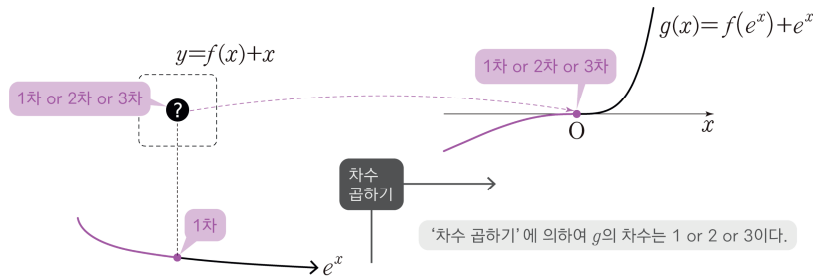 y=f(x)+x
1차 or 2차 or 3차
?
1차
e^x
차수
곱하기
g(x)=f(e^x)+e^x
1차 or 2차 or 3차
O
x
'차수 곱하기'에 의하여 g의 차수는 1 or 2 or 3이다.